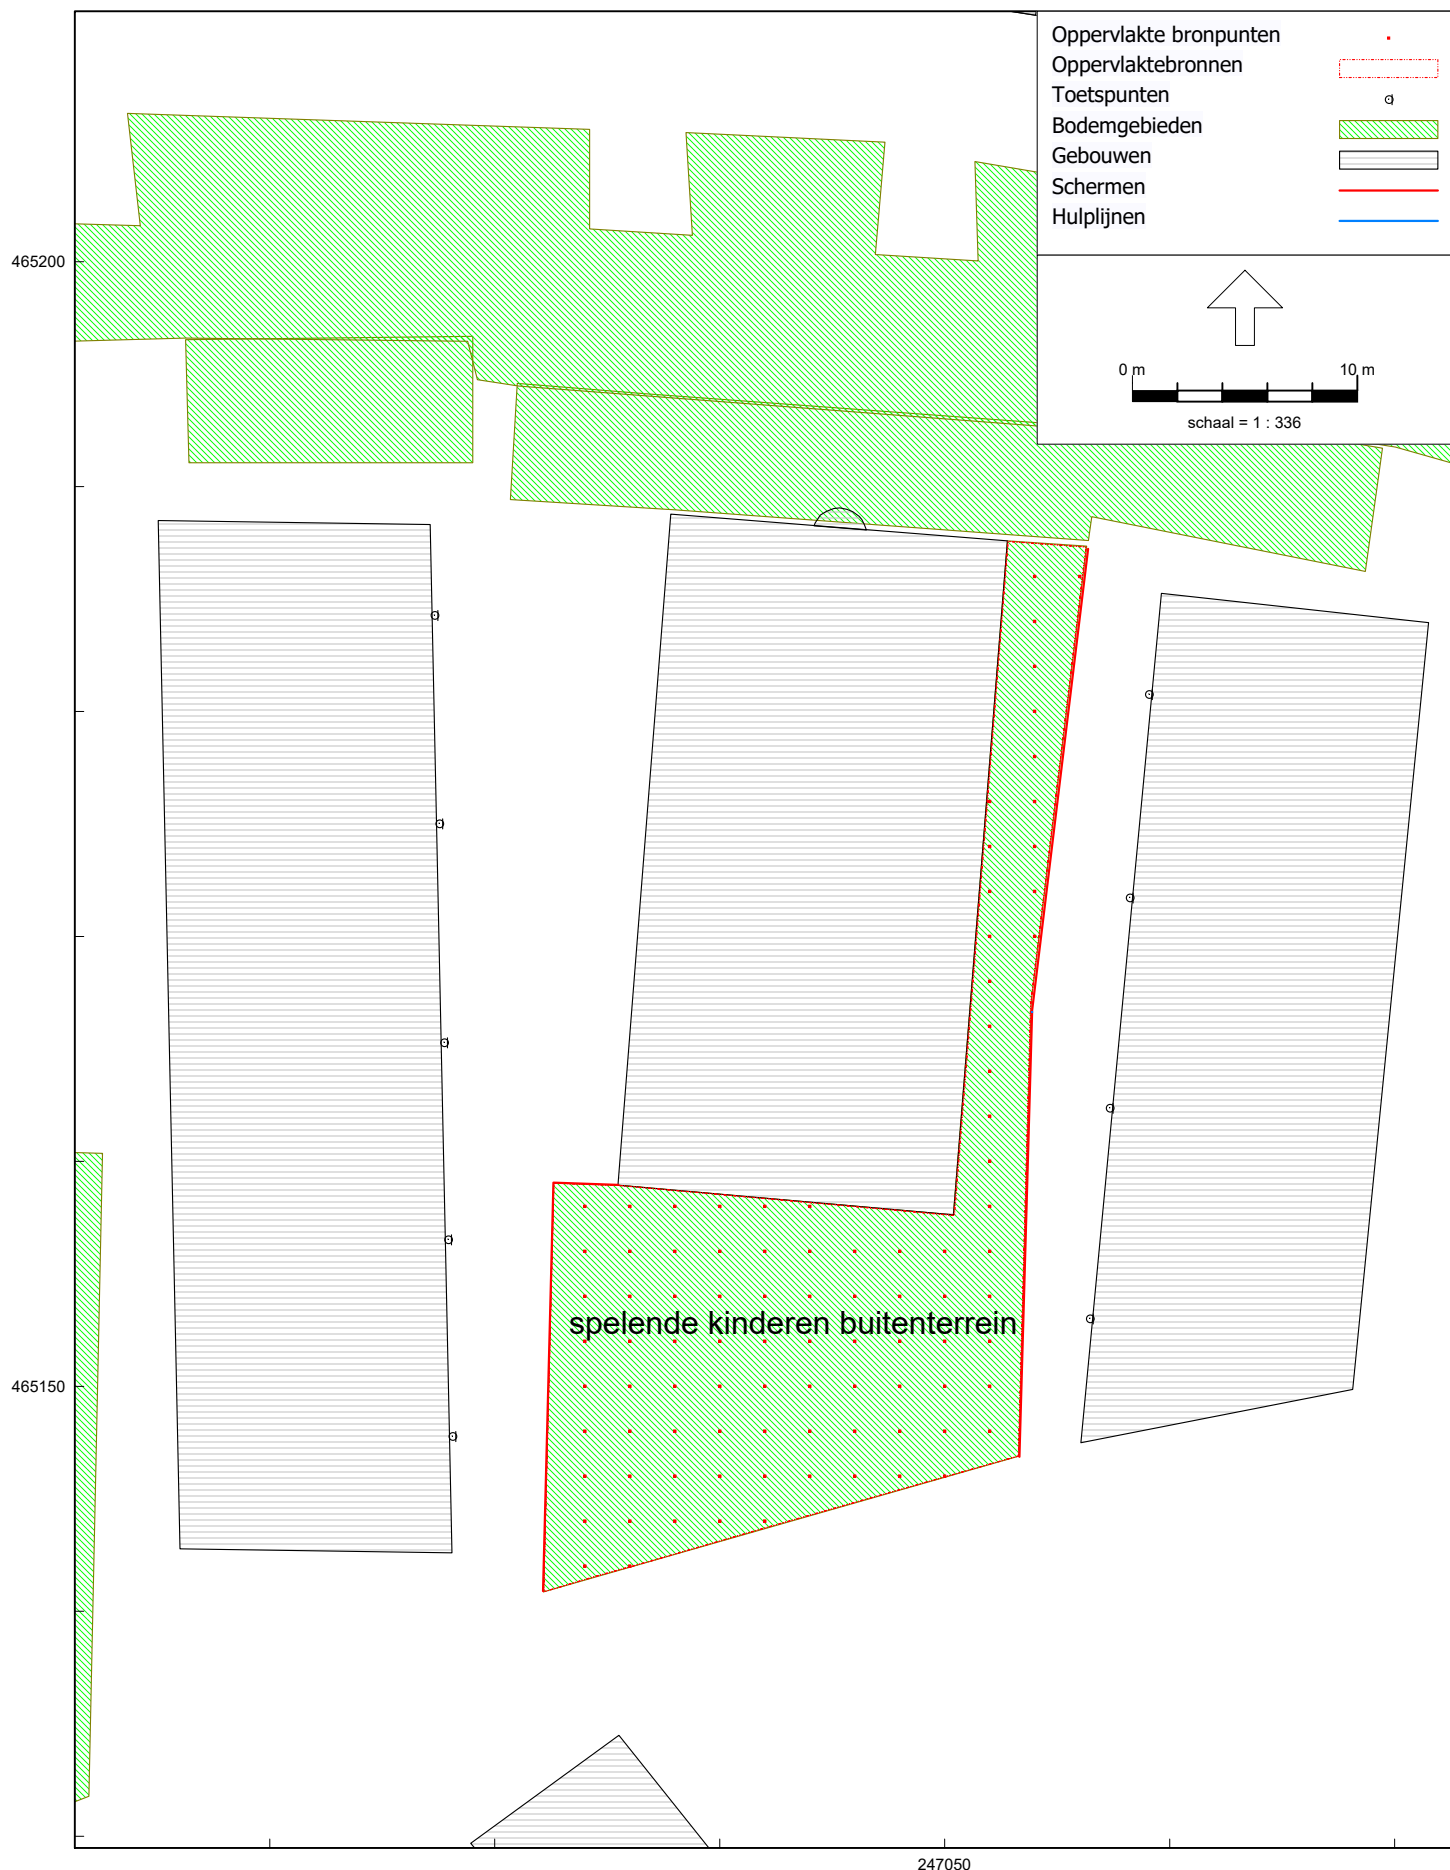 Oppervlakte bronpunten
Oppervlaktebronnen
Toetspunten
Bodemgebieden
Gebouwen
Schermen
Hulplijnen
465200
0 m 10 m
schaal = 1 : 336
spelende kinderen buitenterrein
465150
247050